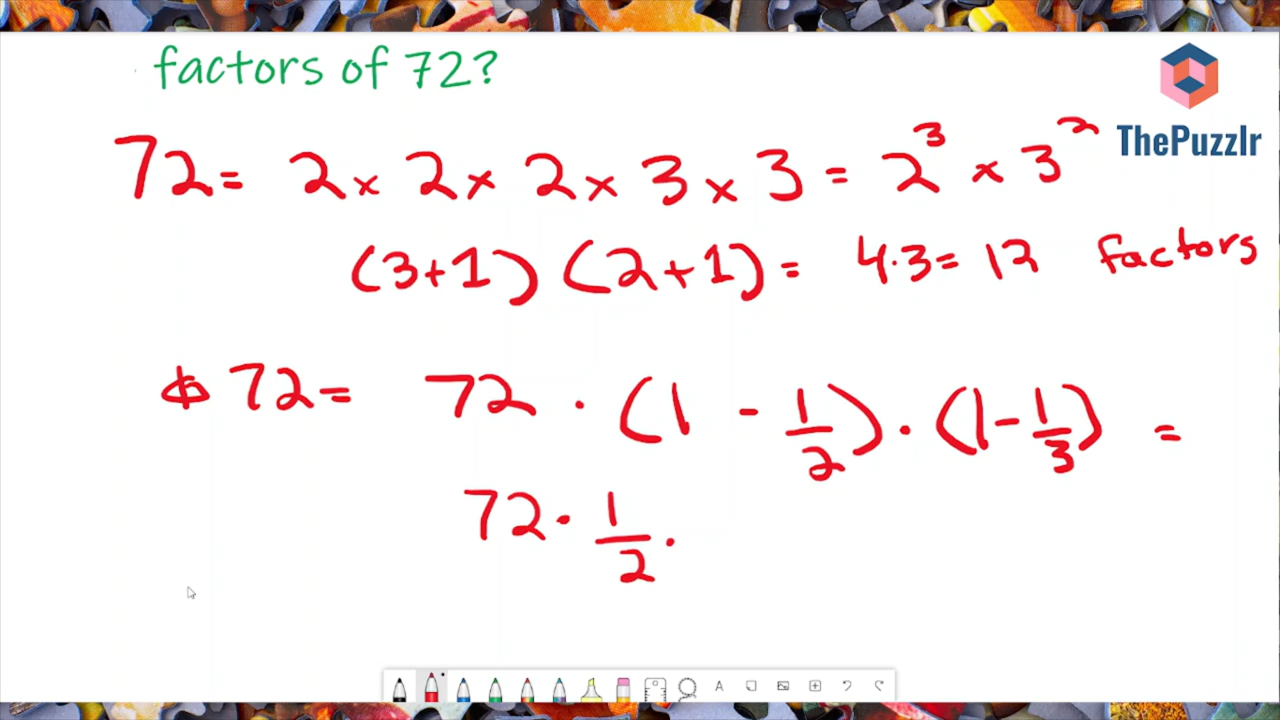 factors of 72?
ThePuzzlr
72 = 2 × 2 × 2 × 3 × 3 = 2³ × 3²
(3+1) (2+1) = 4·3 = 12 factors
ϕ 72 = 72 · (1 - 1/2) · (1 - 1/3) =
72 · 1/2 ·
A